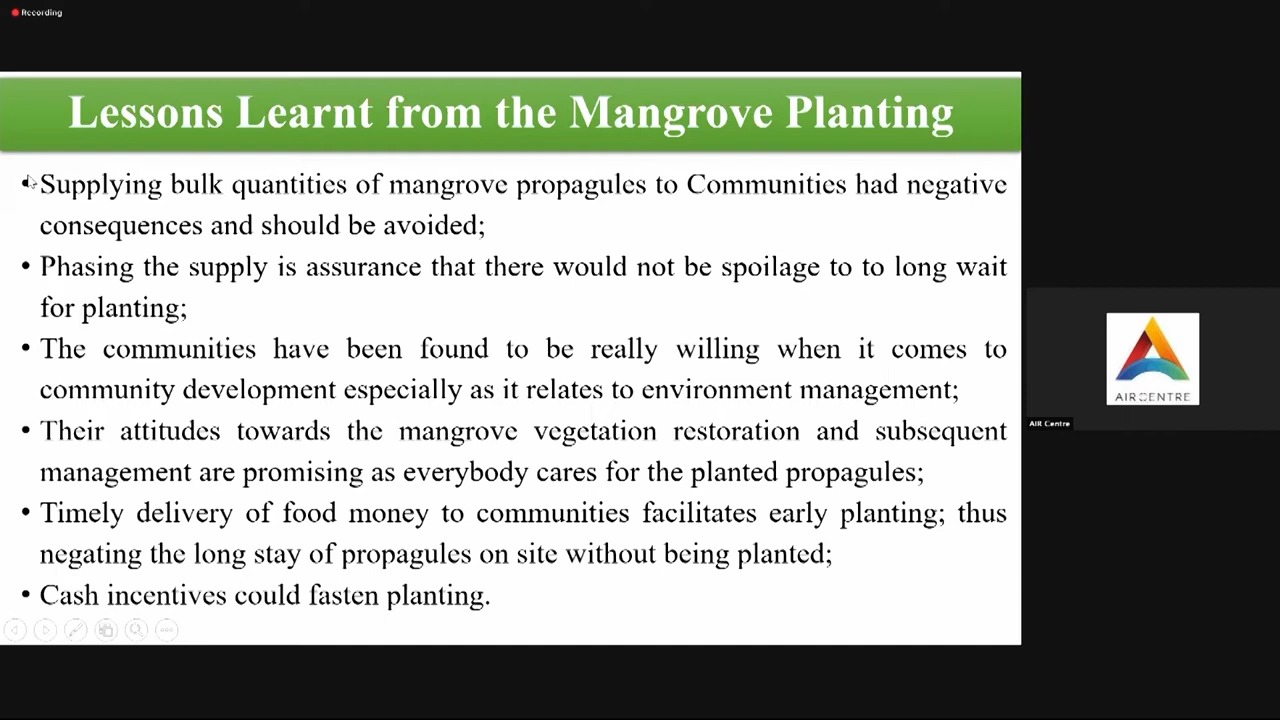 Recording
Lessons Learnt from the Mangrove Planting
• Supplying bulk quantities of mangrove propagules to Communities had negative
consequences and should be avoided;
• Phasing the supply is assurance that there would not be spoilage to to long wait
for planting;
• The communities have been found to be really willing when it comes to
community development especially as it relates to environment management;
• Their attitudes towards the mangrove vegetation restoration and subsequent
management are promising as everybody cares for the planted propagules;
• Timely delivery of food money to communities facilitates early planting; thus
negating the long stay of propagules on site without being planted;
• Cash incentives could fasten planting.
AIR CENTRE
AIR Centre